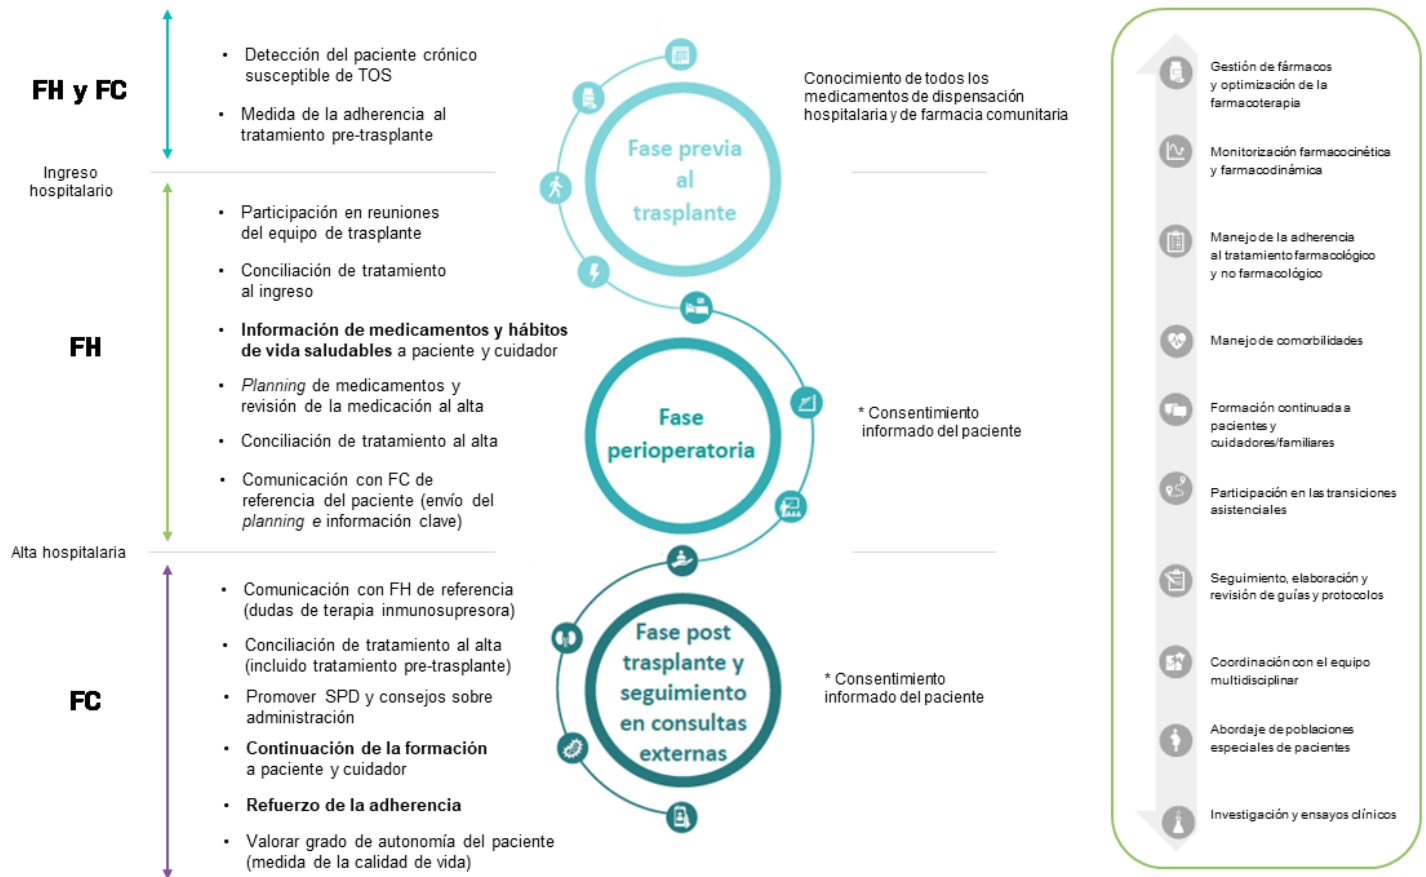 FH y FC
• Detección del paciente crónico
susceptible de TOS
• Medida de la adherencia al
tratamiento pre-trasplante
Fase previa
al
trasplante
Conocimiento de todos los
medicamentos de dispensación
hospitalaria y de farmacia comunitaria
Ingreso
hospitalario
FH
• Participación en reuniones
del equipo de trasplante
• Conciliación de tratamiento
al ingreso
• Información de medicamentos y hábitos
de vida saludables a paciente y cuidador
• Planning de medicamentos y
revisión de la medicación al alta
• Conciliación de tratamiento al alta
• Comunicación con FC de
referencia del paciente (envío del
planning e información clave)
Fase
perioperatoria
* Consentimiento
informado del paciente
Alta hospitalaria
FC
• Comunicación con FH de referencia
(dudas de terapia inmunosupresora)
• Conciliación de tratamiento al alta
(incluido tratamiento pre-trasplante)
• Promover SPD y consejos sobre
administración
• Continuación de la formación
a paciente y cuidador
• Refuerzo de la adherencia
• Valorar grado de autonomía del paciente
(medida de la calidad de vida)
Fase post
trasplante y
seguimiento
en consultas
externas
* Consentimiento
informado del paciente
Gestión de fármacos
y optimización de la
farmacoterapia
Monitorización farmacocinética
y farmacodinámica
Manejo de la adherencia
al tratamiento farmacológico
y no farmacológico
Manejo de comorbilidades
Formación continuada a
pacientes y
cuidadores/familiares
Participación en las transiciones
asistenciales
Seguimiento, elaboración y
revisión de guías y protocolos
Coordinación con el equipo
multidisciplinar
Abordaje de poblaciones
especiales de pacientes
Investigación y ensayos clínicos